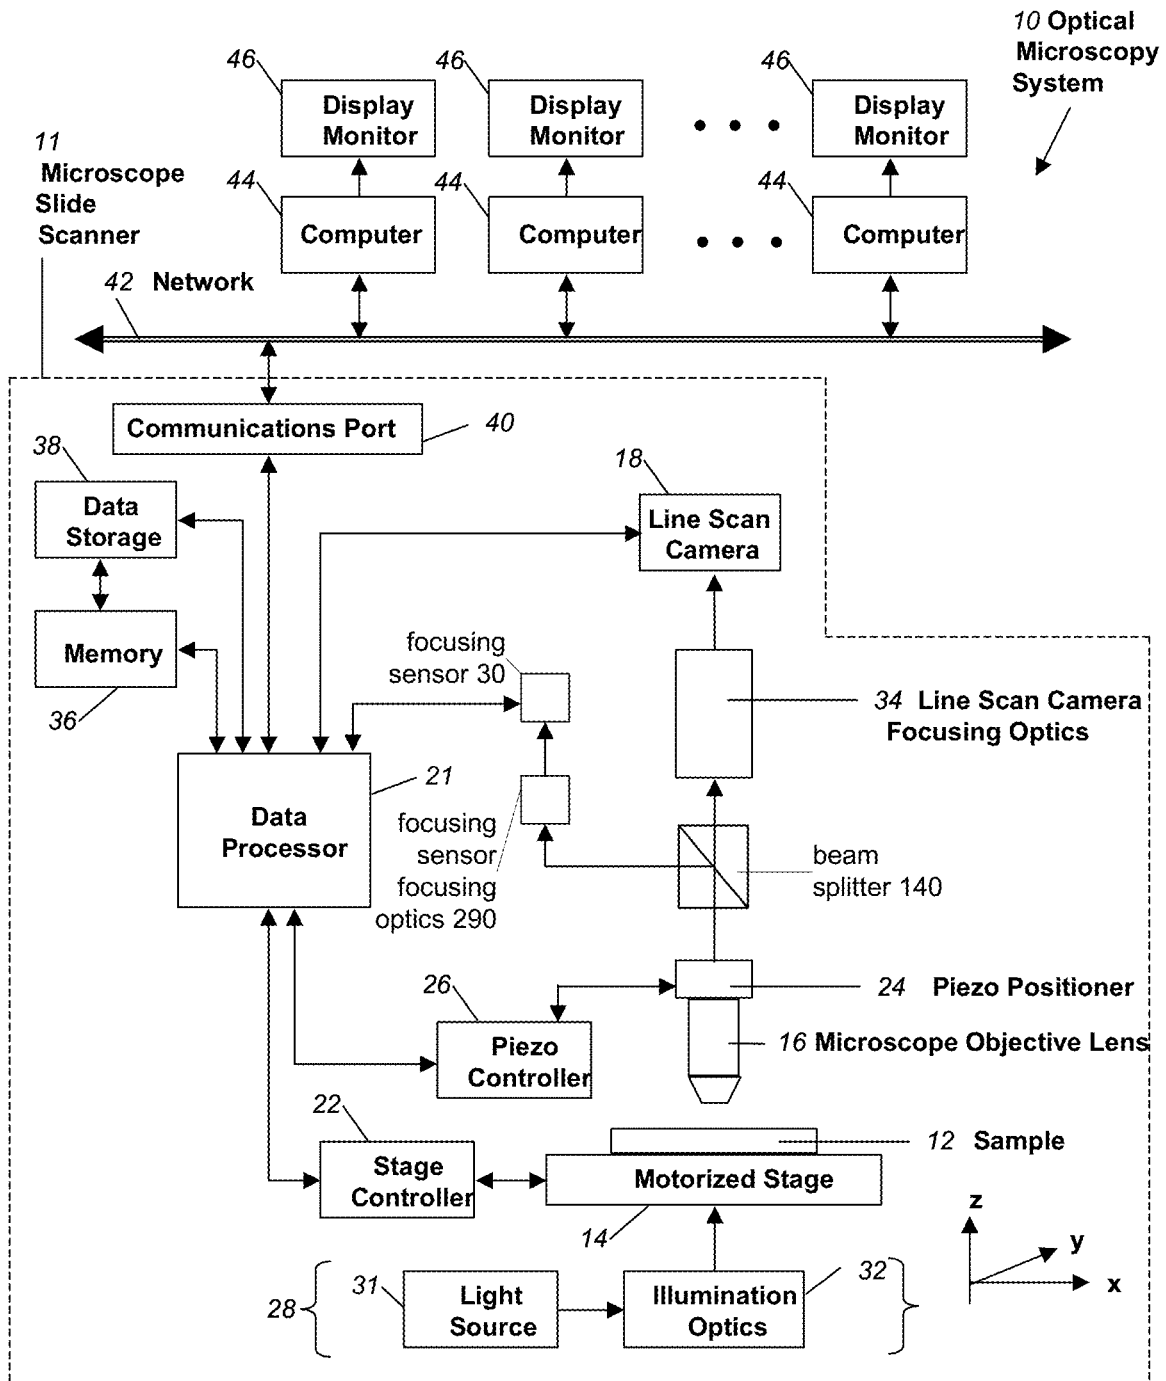 10 Optical
Microscopy
System
46
46
46
Display
Monitor
Display
Monitor
Display
Monitor
11
Microscope
Slide
Scanner
44
44
44
Computer
Computer
Computer
42 Network
Communications Port
40
38
Data
Storage
18
Line Scan
Camera
Memory
36
focusing
sensor 30
34 Line Scan Camera
Focusing Optics
21
Data
Processor
focusing
sensor
focusing
optics 290
beam
splitter 140
26
24 Piezo Positioner
Piezo
Controller
16 Microscope Objective Lens
22
12 Sample
Stage
Controller
Motorized Stage
14
z
y
x
28
31
Light
Source
Illumination
Optics
32